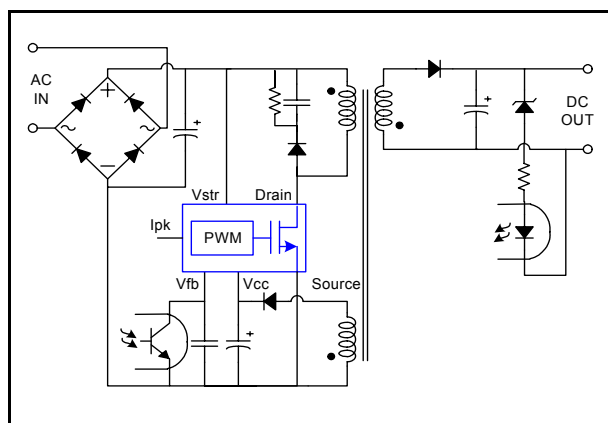 AC
IN
+
~
~
−
+
+
DC
OUT
Vstr
Drain
Ipk
PWM
Vfb
Vcc
Source
+